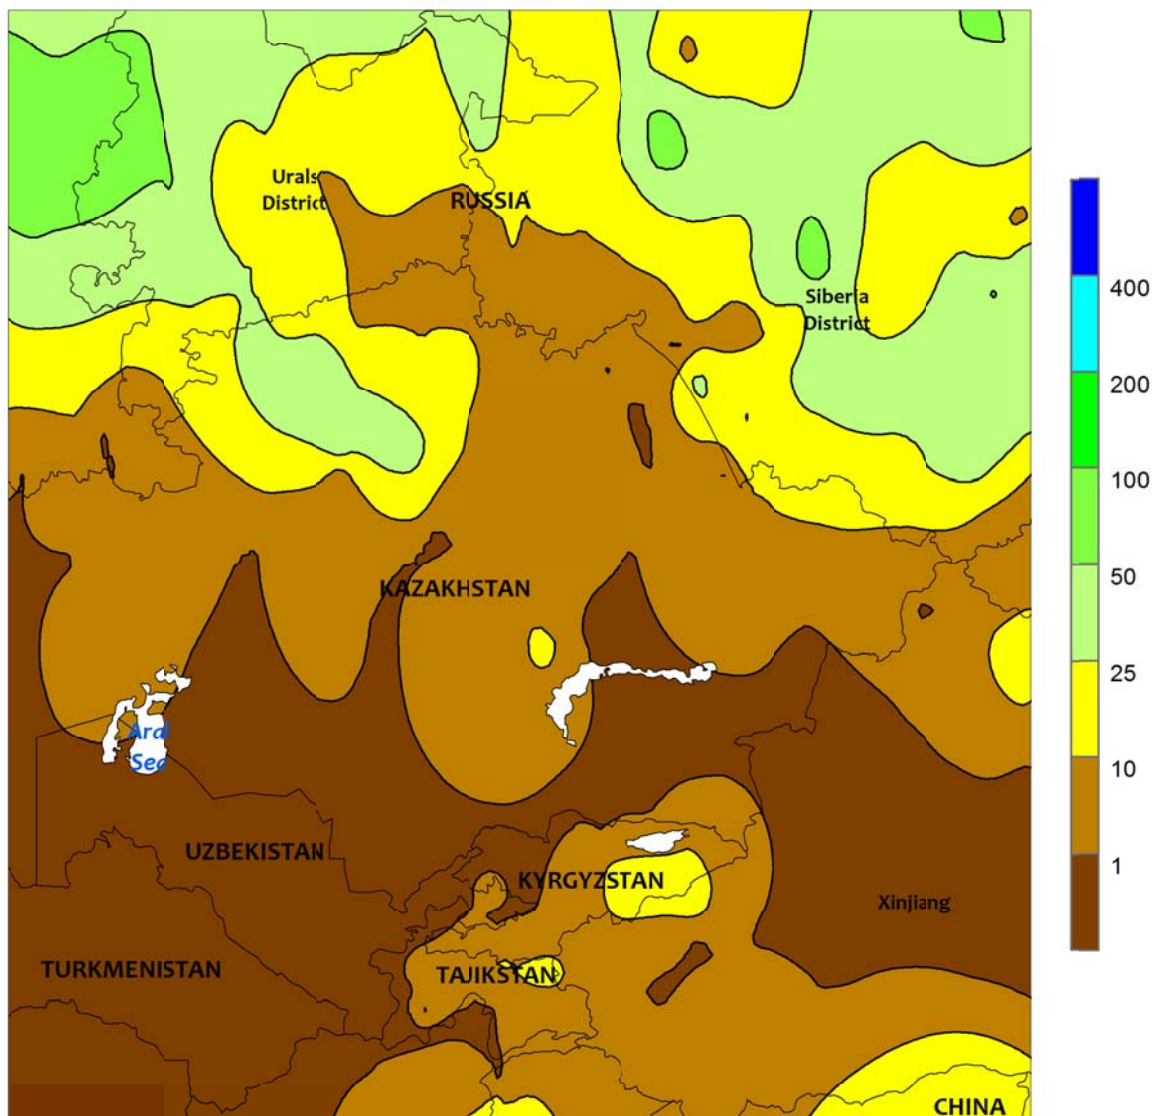 Urals
District
RUSSIA
Siberia
District
KAZAKHSTAN
Aral
Sea
UZBEKISTAN
KYRGYZSTAN
Xinjiang
TURKMENISTAN
TAJIKSTAN
CHINA
400
200
100
50
25
10
1